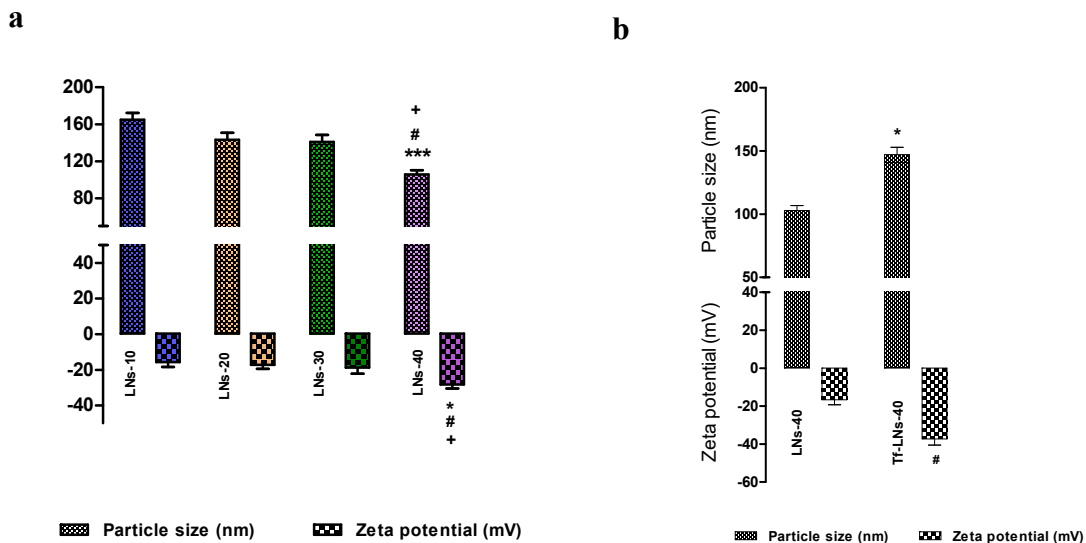 a
200
160
120
80
40
20
0
-20
-40
LNs-10
LNs-20
LNs-30
LNs-40
+
#
***
*
#
+
Particle size (nm) Zeta potential (mV)
b
Particle size (nm)
Zeta potential (mV)
200
150
100
50
40
20
0
-20
-40
-60
LNs-40
Tf-LNs-40
*
#
Particle size (nm) Zeta potential (mV)